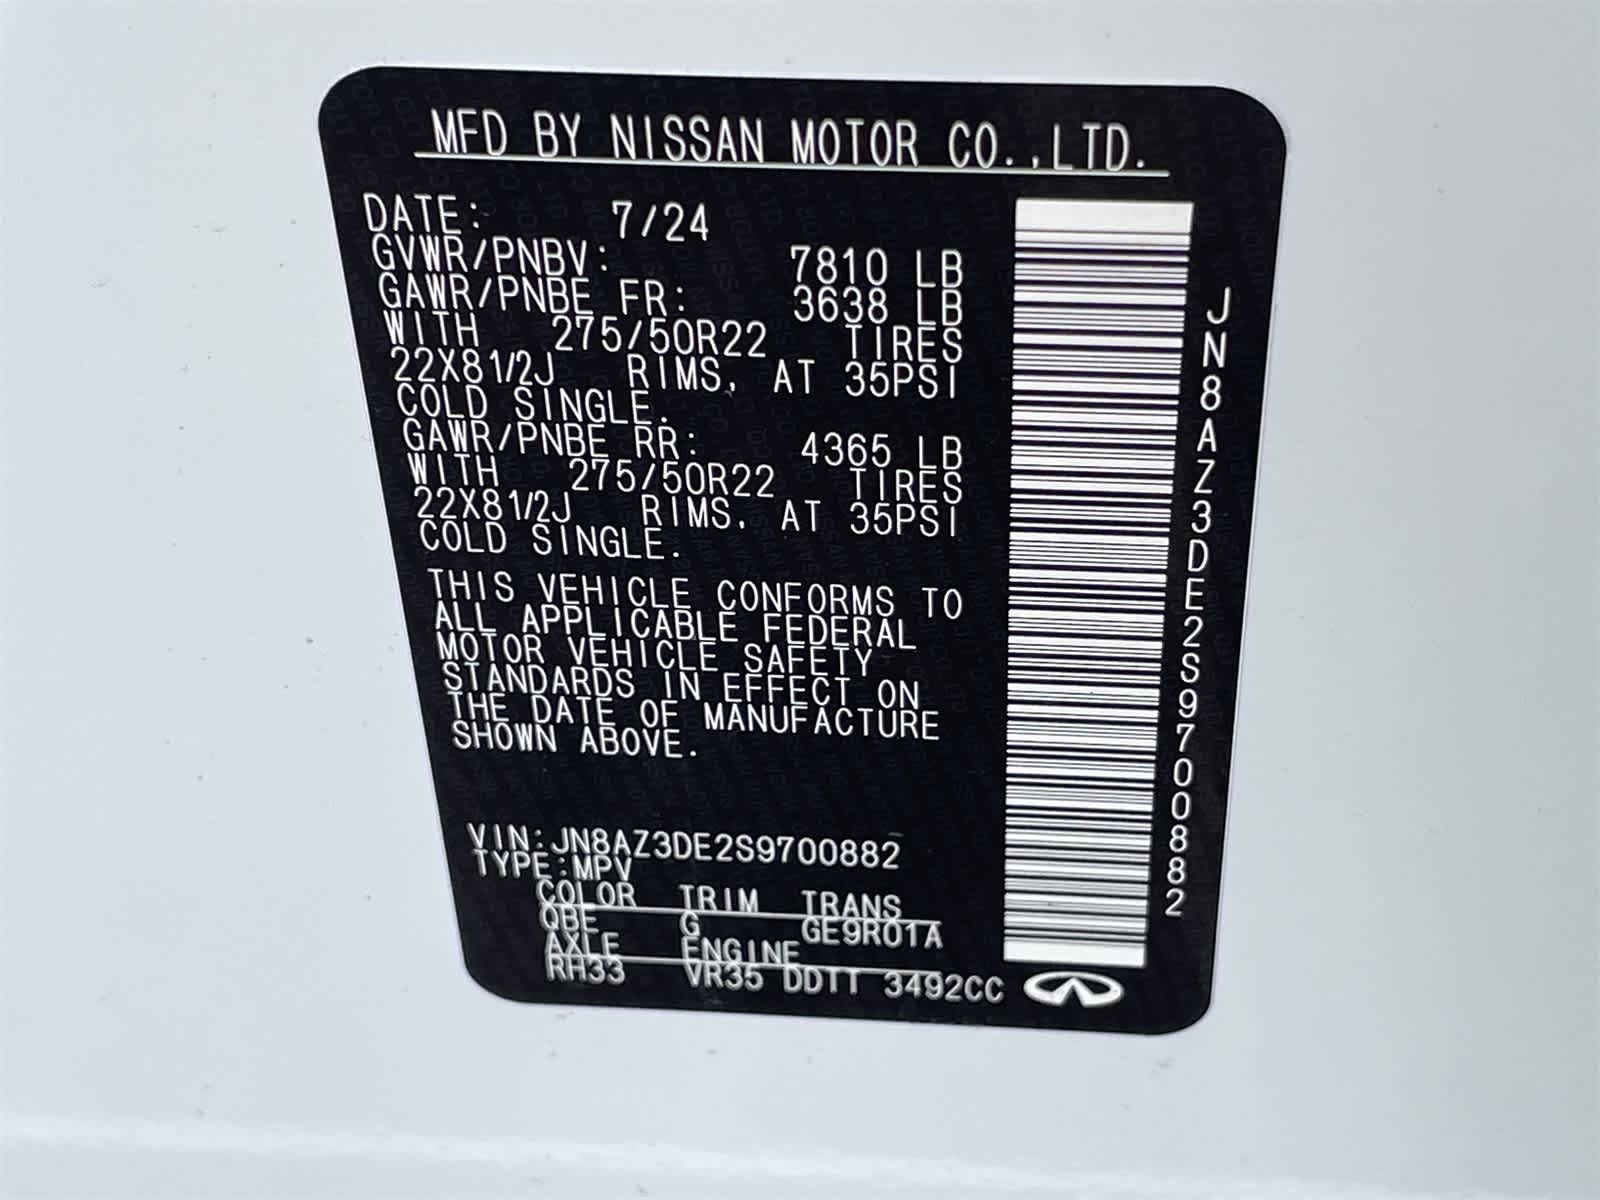 MFD BY NISSAN MOTOR CO.,LTD.
DATE: 7/24
GVWR/PNBV: 7810 LB
GAWR/PNBE FR: 3638 LB
WITH 275/50R22 TIRES
22X8 1/2J RIMS, AT 35PSI
COLD SINGLE.
GAWR/PNBE RR: 4365 LB
WITH 275/50R22 TIRES
22X8 1/2J RIMS, AT 35PSI
COLD SINGLE.
THIS VEHICLE CONFORMS TO
ALL APPLICABLE FEDERAL
MOTOR VEHICLE SAFETY
STANDARDS IN EFFECT ON
THE DATE OF MANUFACTURE
SHOWN ABOVE.
VIN:JN8AZ3DE2S9700882
TYPE:MPV
COLOR TRIM TRANS
QBE G GE9R01A
AXLE ENGINE
RH33 VR35 DDTT 3492CC
JN8AZ3DE2S9700882